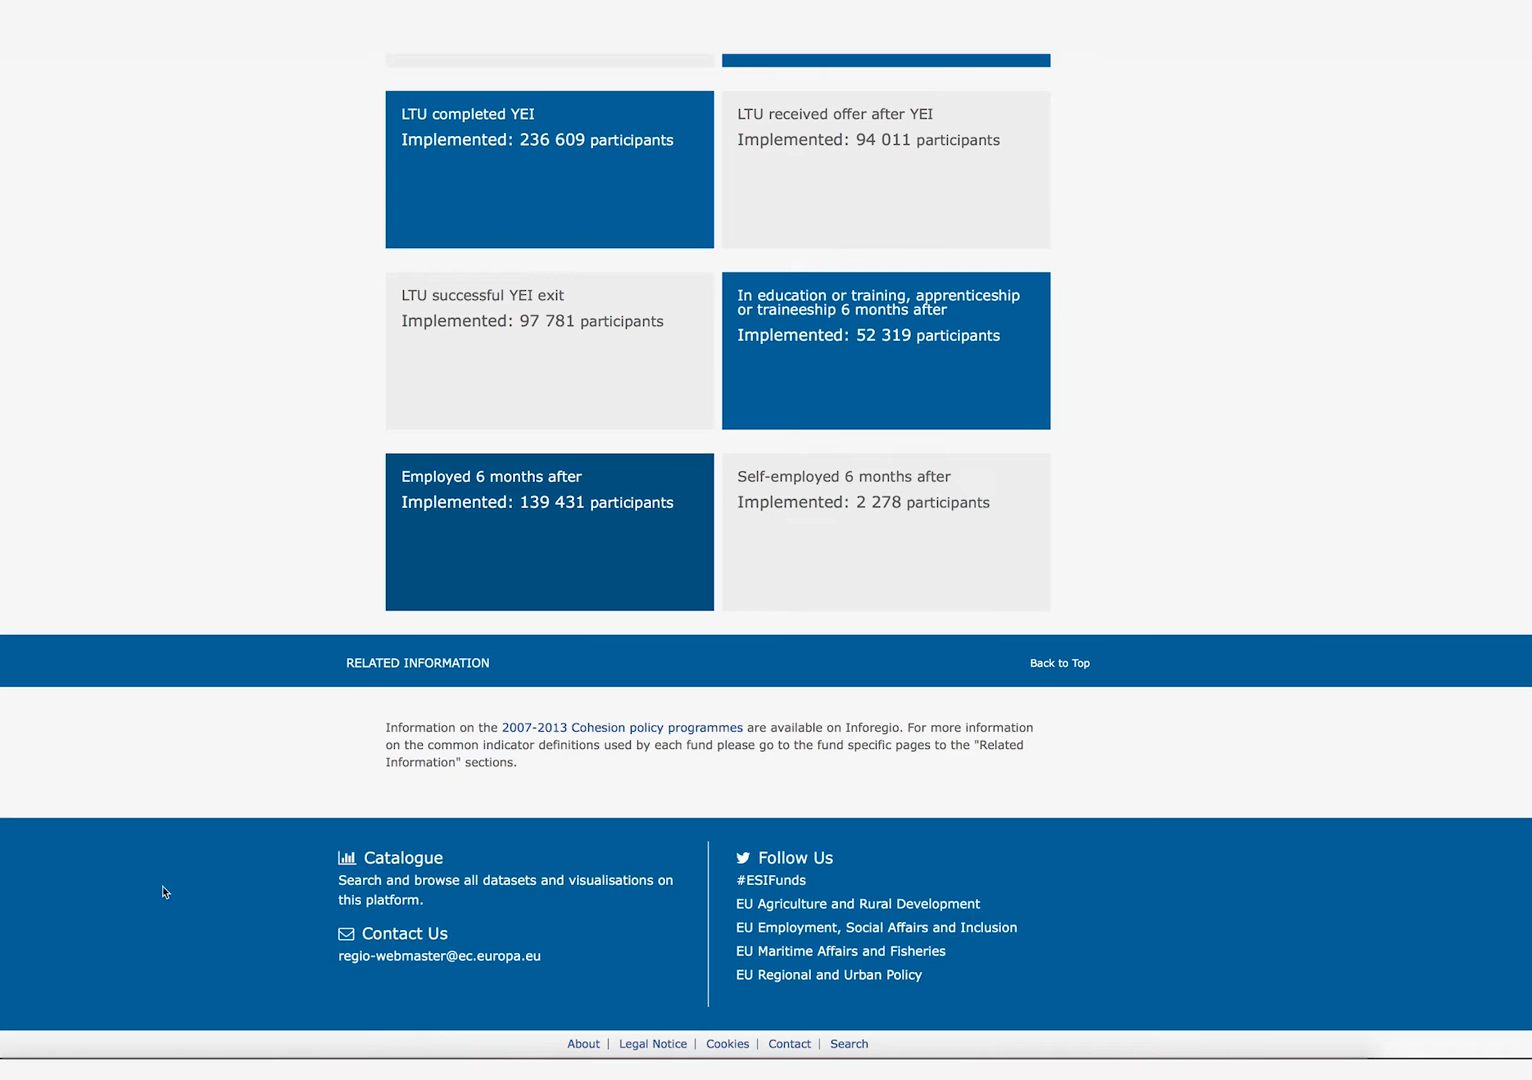 LTU completed YEI
Implemented: 236 609 participants
LTU received offer after YEI
Implemented: 94 011 participants
LTU successful YEI exit
Implemented: 97 781 participants
In education or training, apprenticeship
or traineeship 6 months after
Implemented: 52 319 participants
Employed 6 months after
Implemented: 139 431 participants
Self-employed 6 months after
Implemented: 2 278 participants
RELATED INFORMATION
Back to Top
Information on the 2007-2013 Cohesion policy programmes are available on Inforegio. For more information
on the common indicator definitions used by each fund please go to the fund specific pages to the "Related
Information" sections.
Catalogue
Search and browse all datasets and visualisations on
this platform.
Contact Us
regio-webmaster@ec.europa.eu
Follow Us
#ESIFunds
EU Agriculture and Rural Development
EU Employment, Social Affairs and Inclusion
EU Maritime Affairs and Fisheries
EU Regional and Urban Policy
About | Legal Notice | Cookies | Contact | Search